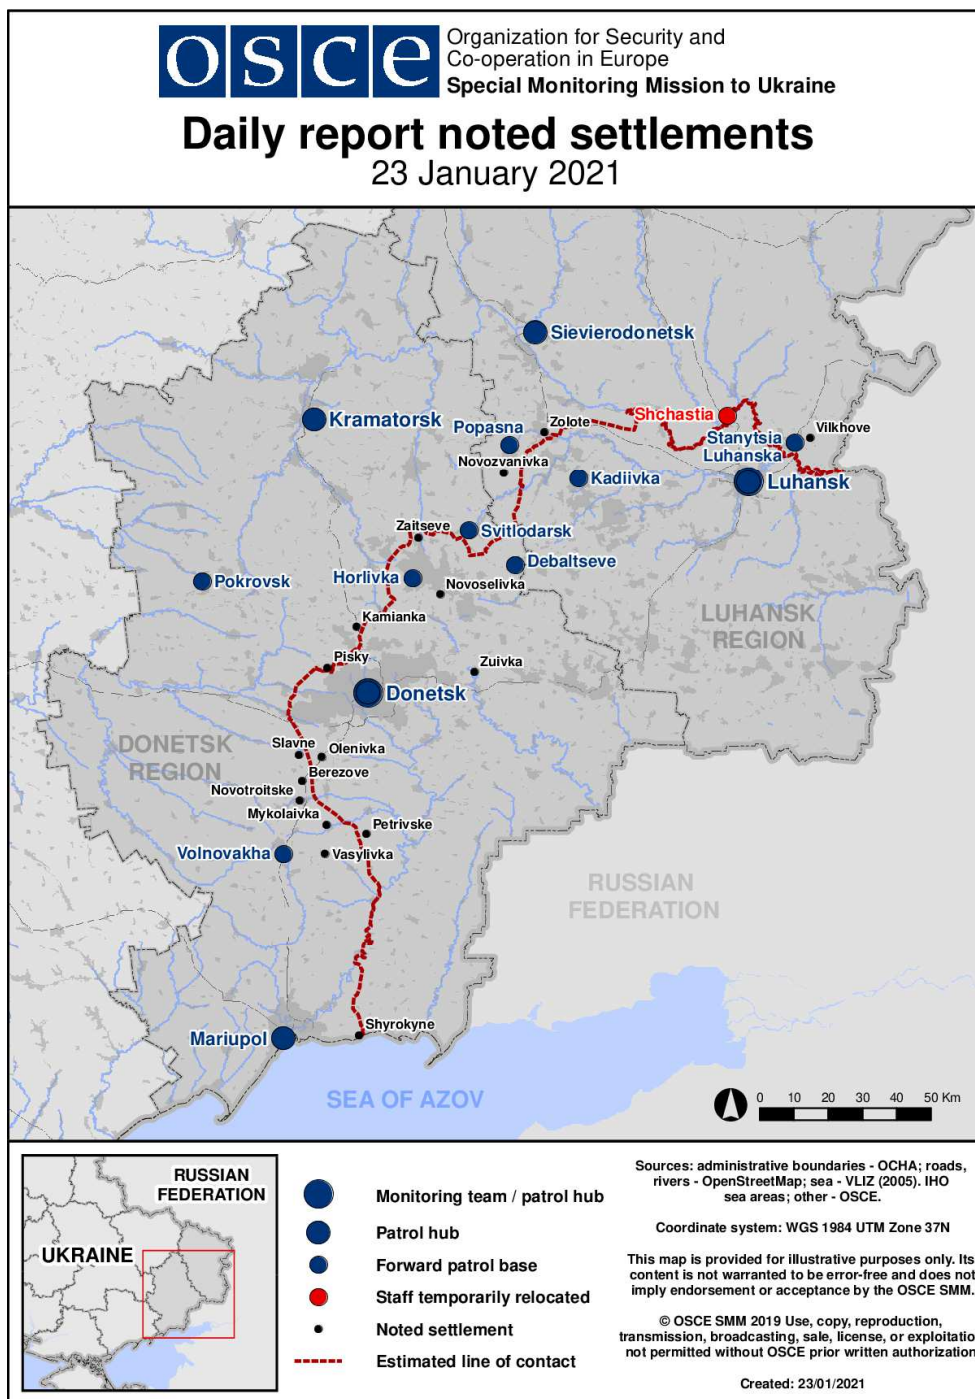 osce
Organization for Security and
Co-operation in Europe
Special Monitoring Mission to Ukraine
Daily report noted settlements
23 January 2021
Sievierodonetsk
Kramatorsk
Popasna
Zolote
Shchastia
Stanytsia
Luhanska
Vilkhove
Novozvanivka
Kadiivka
Luhansk
Zaitseve
Svitlodarsk
Debaltseve
Pokrovsk
Horlivka
Novoselivka
LUHANSK
REGION
Kamianka
Pisky
Zuivka
Donetsk
DONETSK
REGION
Slavne
Olenivka
Berezove
Novotroitske
Mykolaivka
Petrivske
Volnovakha
Vasylivka
RUSSIAN
FEDERATION
Shyrokyne
Mariupol
SEA OF AZOV
0 10 20 30 40 50 Km
RUSSIAN
FEDERATION
UKRAINE
Monitoring team / patrol hub
Patrol hub
Forward patrol base
Staff temporarily relocated
Noted settlement
Estimated line of contact
Sources: administrative boundaries - OCHA; roads,
rivers - OpenStreetMap; sea - VLIZ (2005). IHO
sea areas; other - OSCE.
Coordinate system: WGS 1984 UTM Zone 37N
This map is provided for illustrative purposes only. Its
content is not warranted to be error-free and does not
imply endorsement or acceptance by the OSCE SMM.
© OSCE SMM 2019 Use, copy, reproduction,
transmission, broadcasting, sale, license, or exploitatio
not permitted without OSCE prior written authorization
Created: 23/01/2021